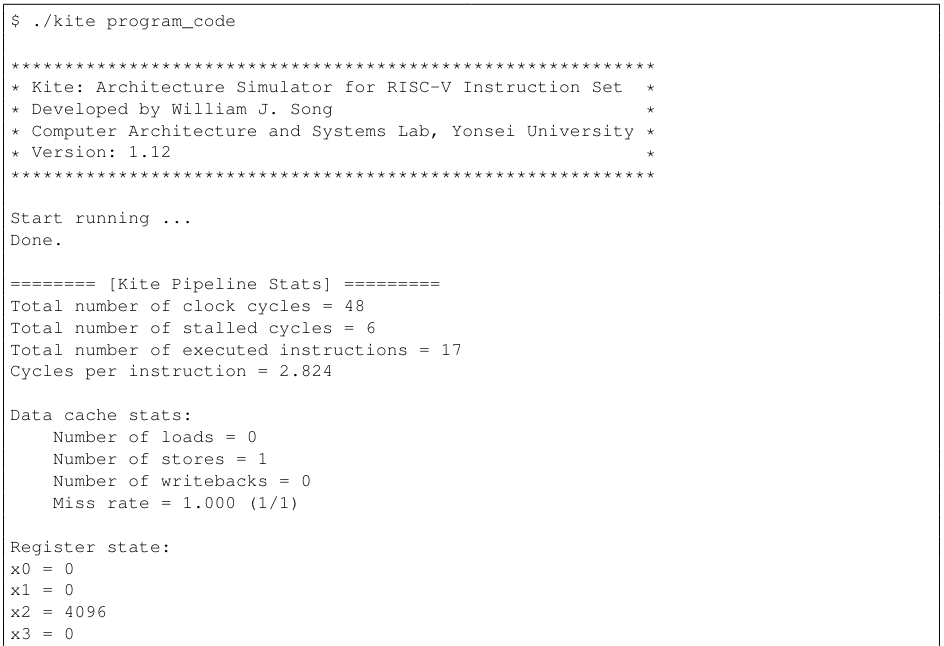 $ ./kite program_code
************************************************************
* Kite: Architecture Simulator for RISC-V Instruction Set  *
* Developed by William J. Song                             *
* Computer Architecture and Systems Lab, Yonsei University *
* Version: 1.12                                            *
************************************************************
Start running ...
Done.
======== [Kite Pipeline Stats] =========
Total number of clock cycles = 48
Total number of stalled cycles = 6
Total number of executed instructions = 17
Cycles per instruction = 2.824
Data cache stats:
    Number of loads = 0
    Number of stores = 1
    Number of writebacks = 0
    Miss rate = 1.000 (1/1)
Register state:
x0 = 0
x1 = 0
x2 = 4096
x3 = 0